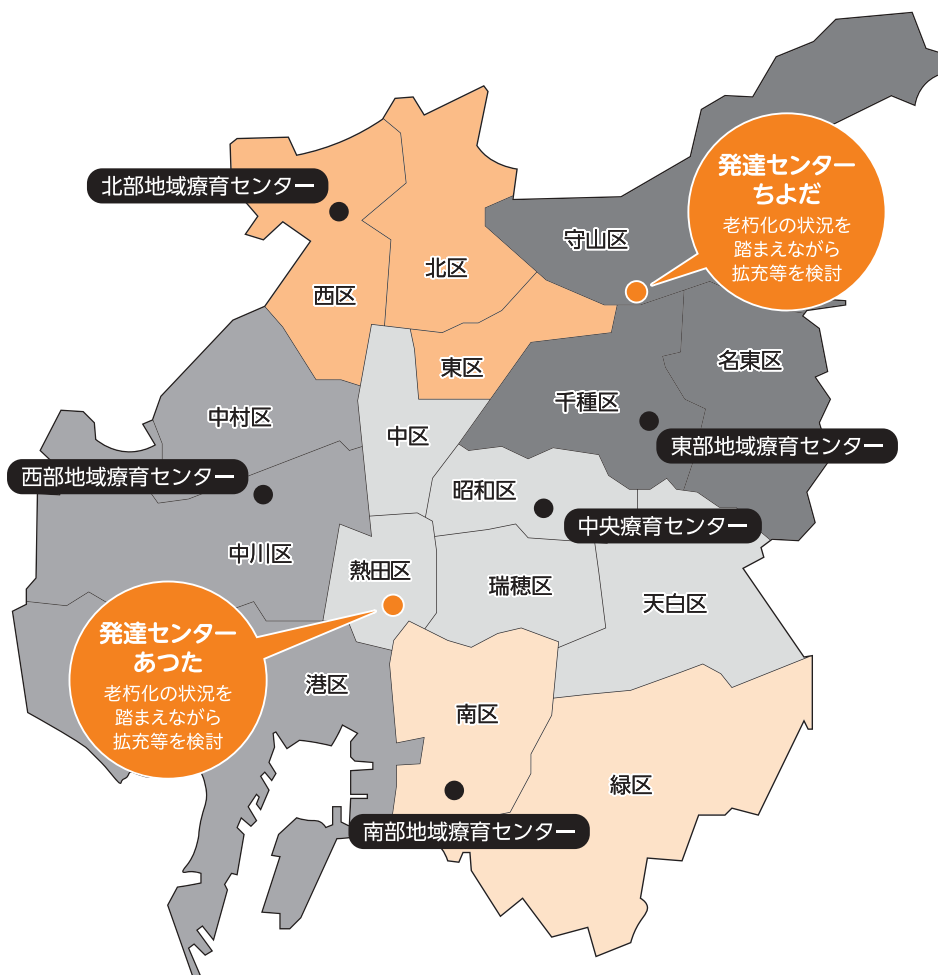 発達センター
ちよだ
老朽化の状況を
踏まえながら
拡充等を検討
北部地域療育センター
守山区
北区
西区
東区
名東区
千種区
中村区
中区
東部地域療育センター
西部地域療育センター
昭和区
中央療育センター
中川区
熱田区
瑞穂区
天白区
発達センター
あつた
老朽化の状況を
踏まえながら
拡充等を検討
港区
南区
緑区
南部地域療育センター